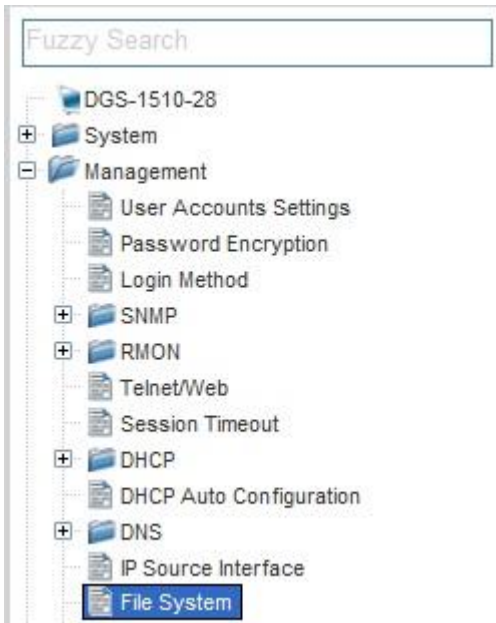 Fuzzy Search
DGS-1510-28
System
Management
User Accounts Settings
Password Encryption
Login Method
SNMP
RMON
Telnet/Web
Session Timeout
DHCP
DHCP Auto Configuration
DNS
IP Source Interface
File System